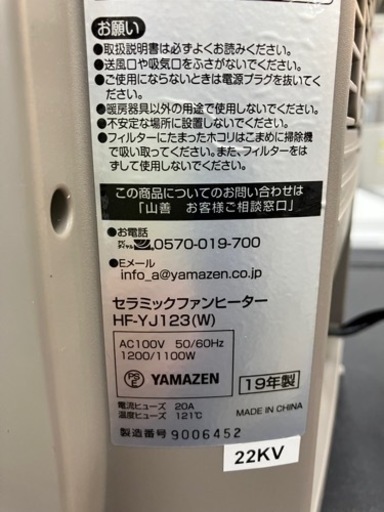 お願い
●取扱説明書は必ずよくお読みください。
●送風口や吸気口をふさがないでください。
●ご使用にならないときは電源プラグを抜いてく
ださい。
●暖房器具以外の用途で使用しないでください。
●不安定な場所に設置しないでください。
●フィルターにたまったホコリはこまめに掃除機
で吸い取ってください。また、フィルターをは
ずして使用しないでください。
この商品についてのお問い合わせは
「山善 お客様ご相談窓口」
●お電話
ナビダイヤル 0570-019-700
●Eメール
info_a@yamazen.co.jp
セラミックファンヒーター
HF-YJ123(W)
AC100V 50/60Hz
1200/1100W
PSE YAMAZEN
19年製
電流ヒューズ 20A
温度ヒューズ 121℃
MADE IN CHINA
製造番号 9006452
22KV